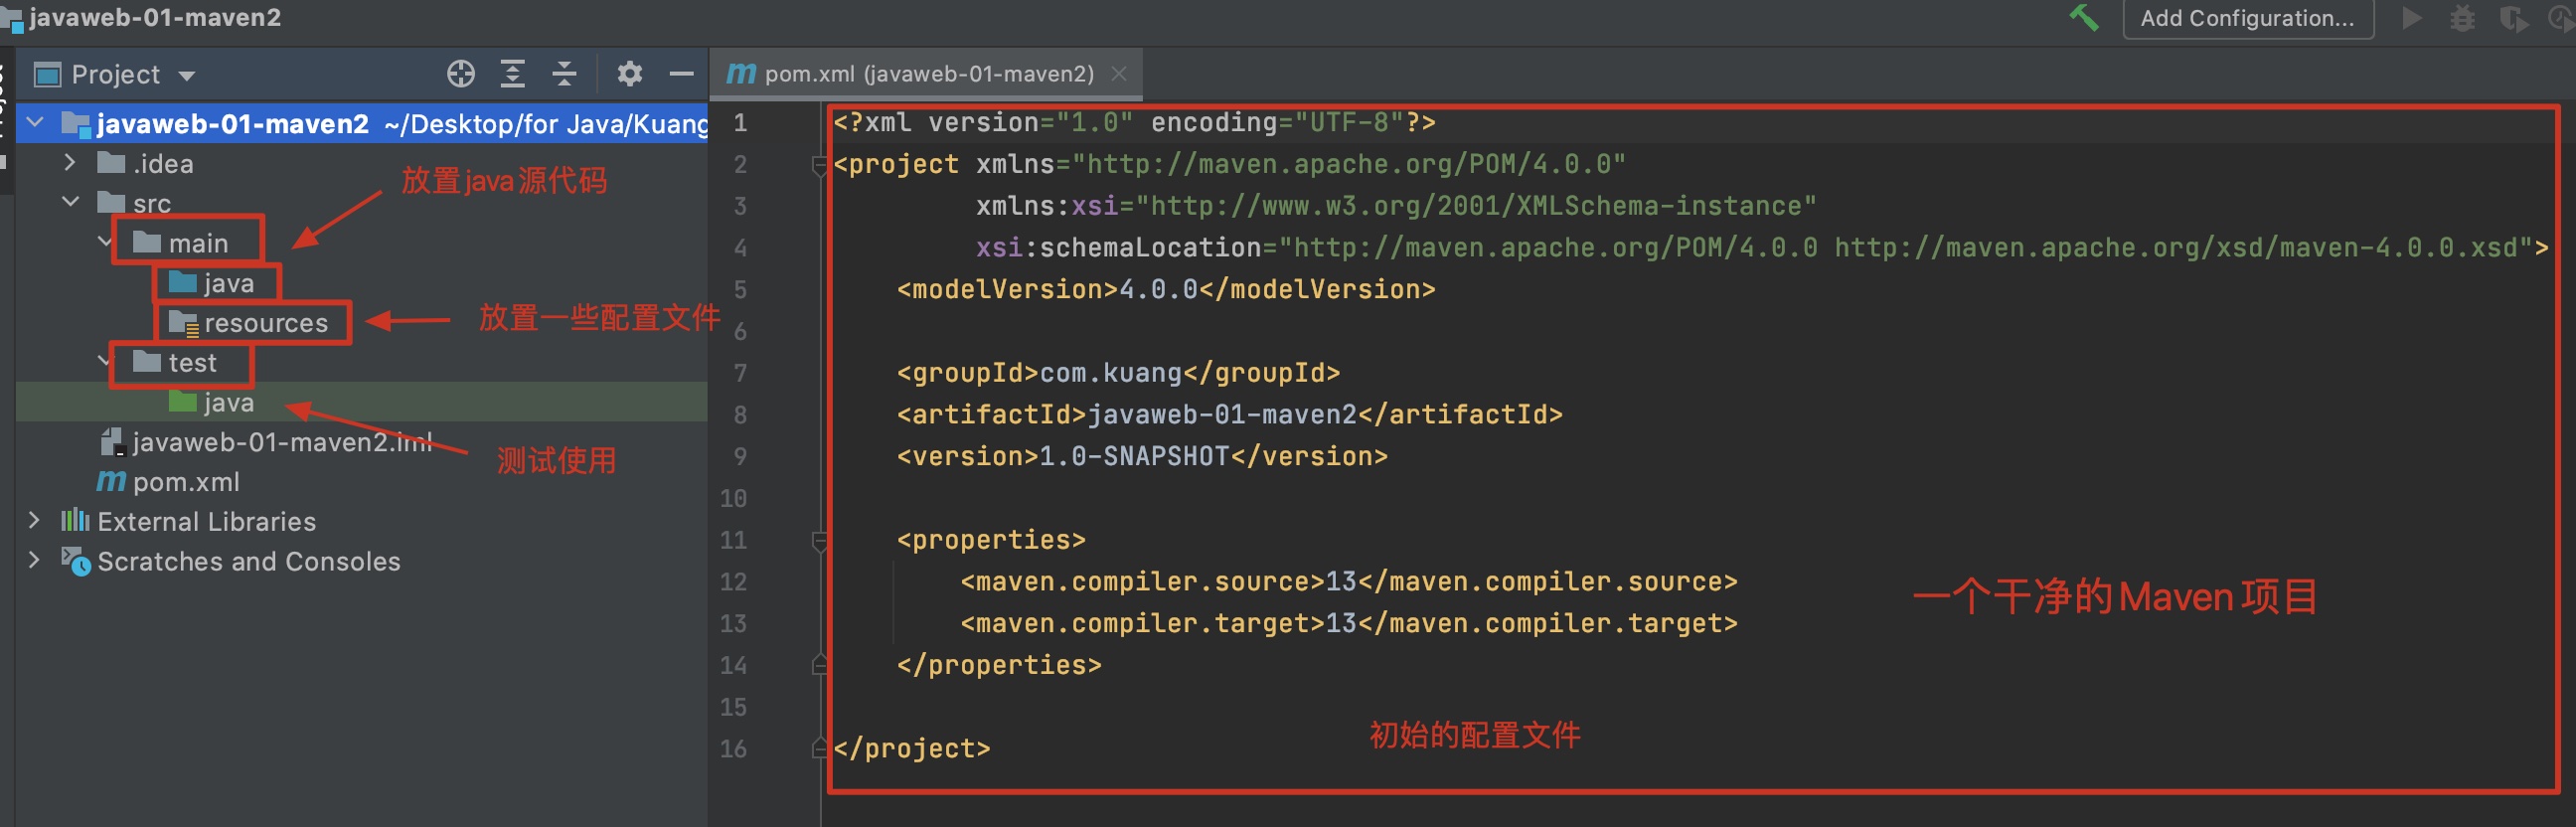 javaweb-01-maven2
Add Configuration...
Project
Project
javaweb-01-maven2 ~/Desktop/for Java/Kuang
.idea
放置java源代码
src
main
java
resources
放置一些配置文件
test
java
javaweb-01-maven2.iml
测试使用
pom.xml
External Libraries
Scratches and Consoles
pom.xml (javaweb-01-maven2)
1 <?xml version="1.0" encoding="UTF-8"?>
2 <project xmlns="http://maven.apache.org/POM/4.0.0"
3 xmlns:xsi="http://www.w3.org/2001/XMLSchema-instance"
4 xsi:schemaLocation="http://maven.apache.org/POM/4.0.0 http://maven.apache.org/xsd/maven-4.0.0.xsd">
5 <modelVersion>4.0.0</modelVersion>
6
7 <groupId>com.kuang</groupId>
8 <artifactId>javaweb-01-maven2</artifactId>
9 <version>1.0-SNAPSHOT</version>
10
11 <properties>
12 <maven.compiler.source>13</maven.compiler.source>
13 <maven.compiler.target>13</maven.compiler.target>
一个干净的Maven项目
14 </properties>
15
初始的配置文件
16 </project>